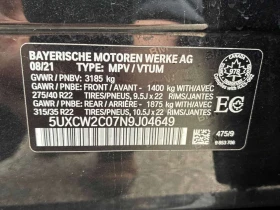 BAYERISCHE MOTOREN WERKE AG
08/21 TYPE: MPV / VTUM
GVWR / PNBV: 3185 kg
GAWR / PNBE: FRONT / AVANT - 1400 kg WITH/AVEC
275/40 R22 TIRES/PNEUS, 9.5J x 22 RIMS/JANTES
GAWR / PNBE: REAR / ARRIÈRE - 1875 kg WITH/AVEC
315/35 R22 TIRES/PNEUS, 10.5J x 22 RIMS/JANTES
EC
5UXCW2C07N9J04649
475/9